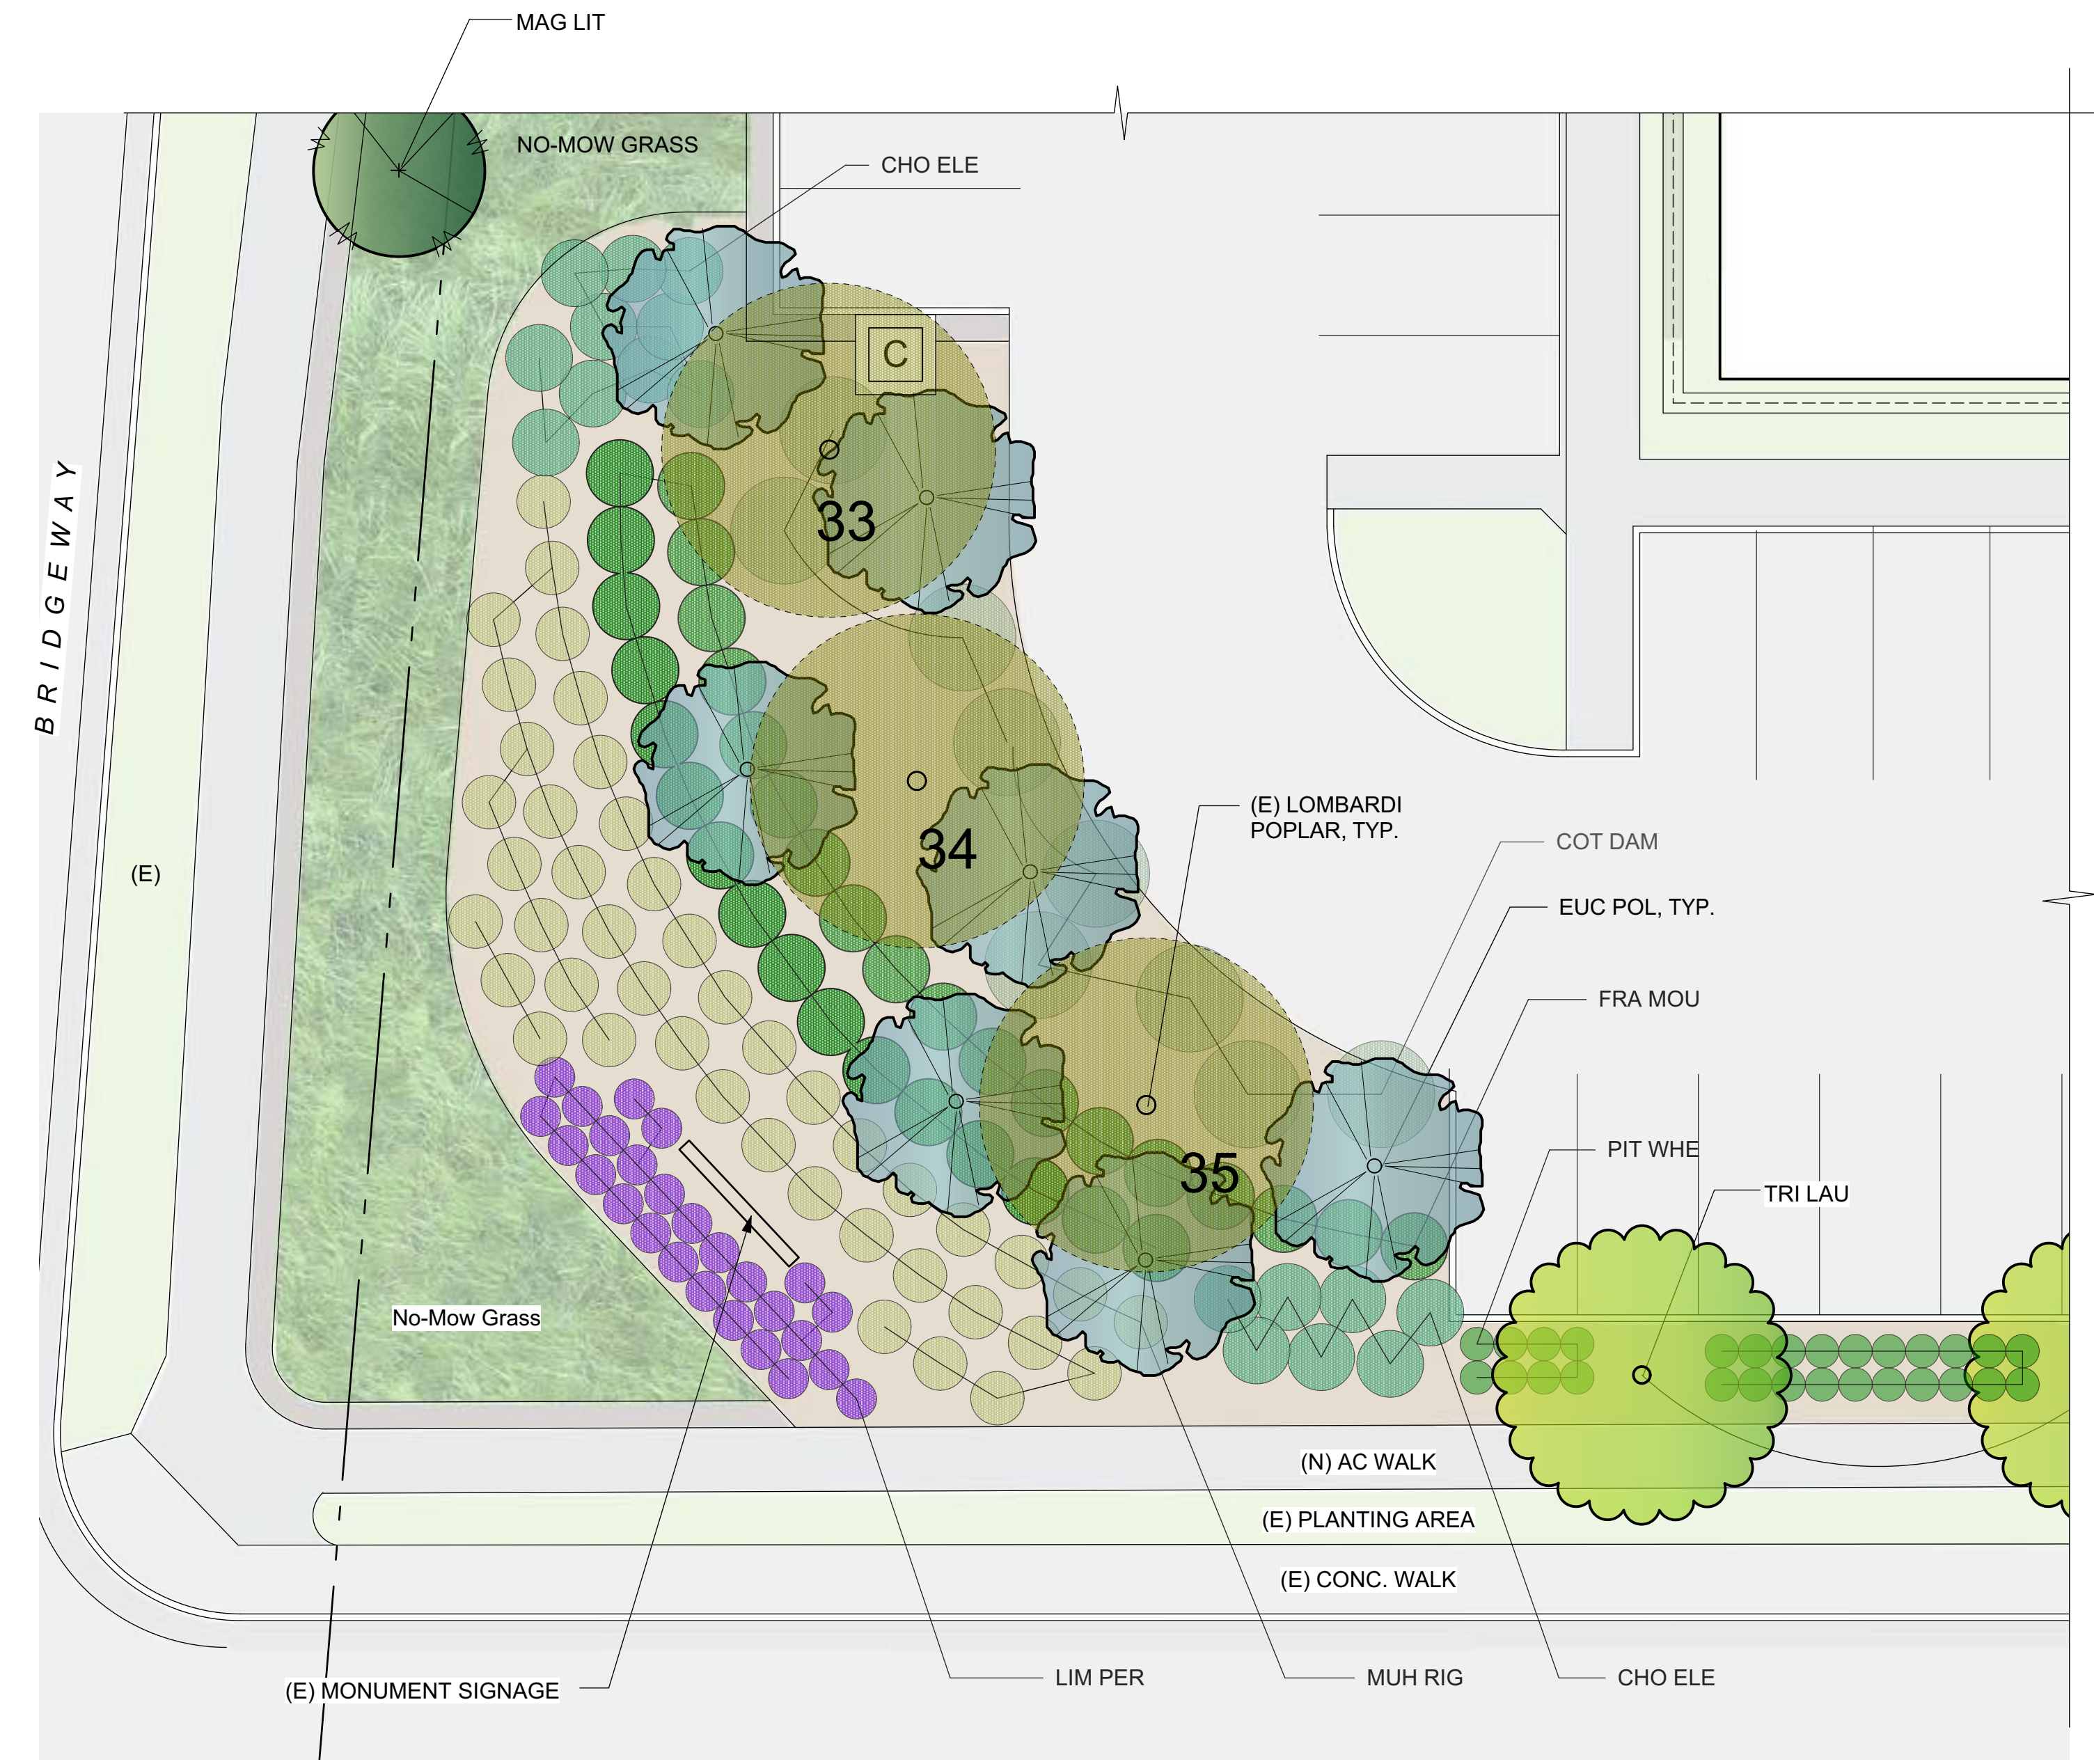 MAG LIT
NO-MOW GRASS
CHO ELE
C
33
BRIDGEWAY
34
(E) LOMBARDI
POPLAR, TYP.
COT DAM
(E)
EUC POL, TYP.
FRA MOU
PIT WHE
35
TRI LAU
No-Mow Grass
(N) AC WALK
(E) PLANTING AREA
(E) CONC. WALK
(E) MONUMENT SIGNAGE
LIM PER
MUH RIG
CHO ELE